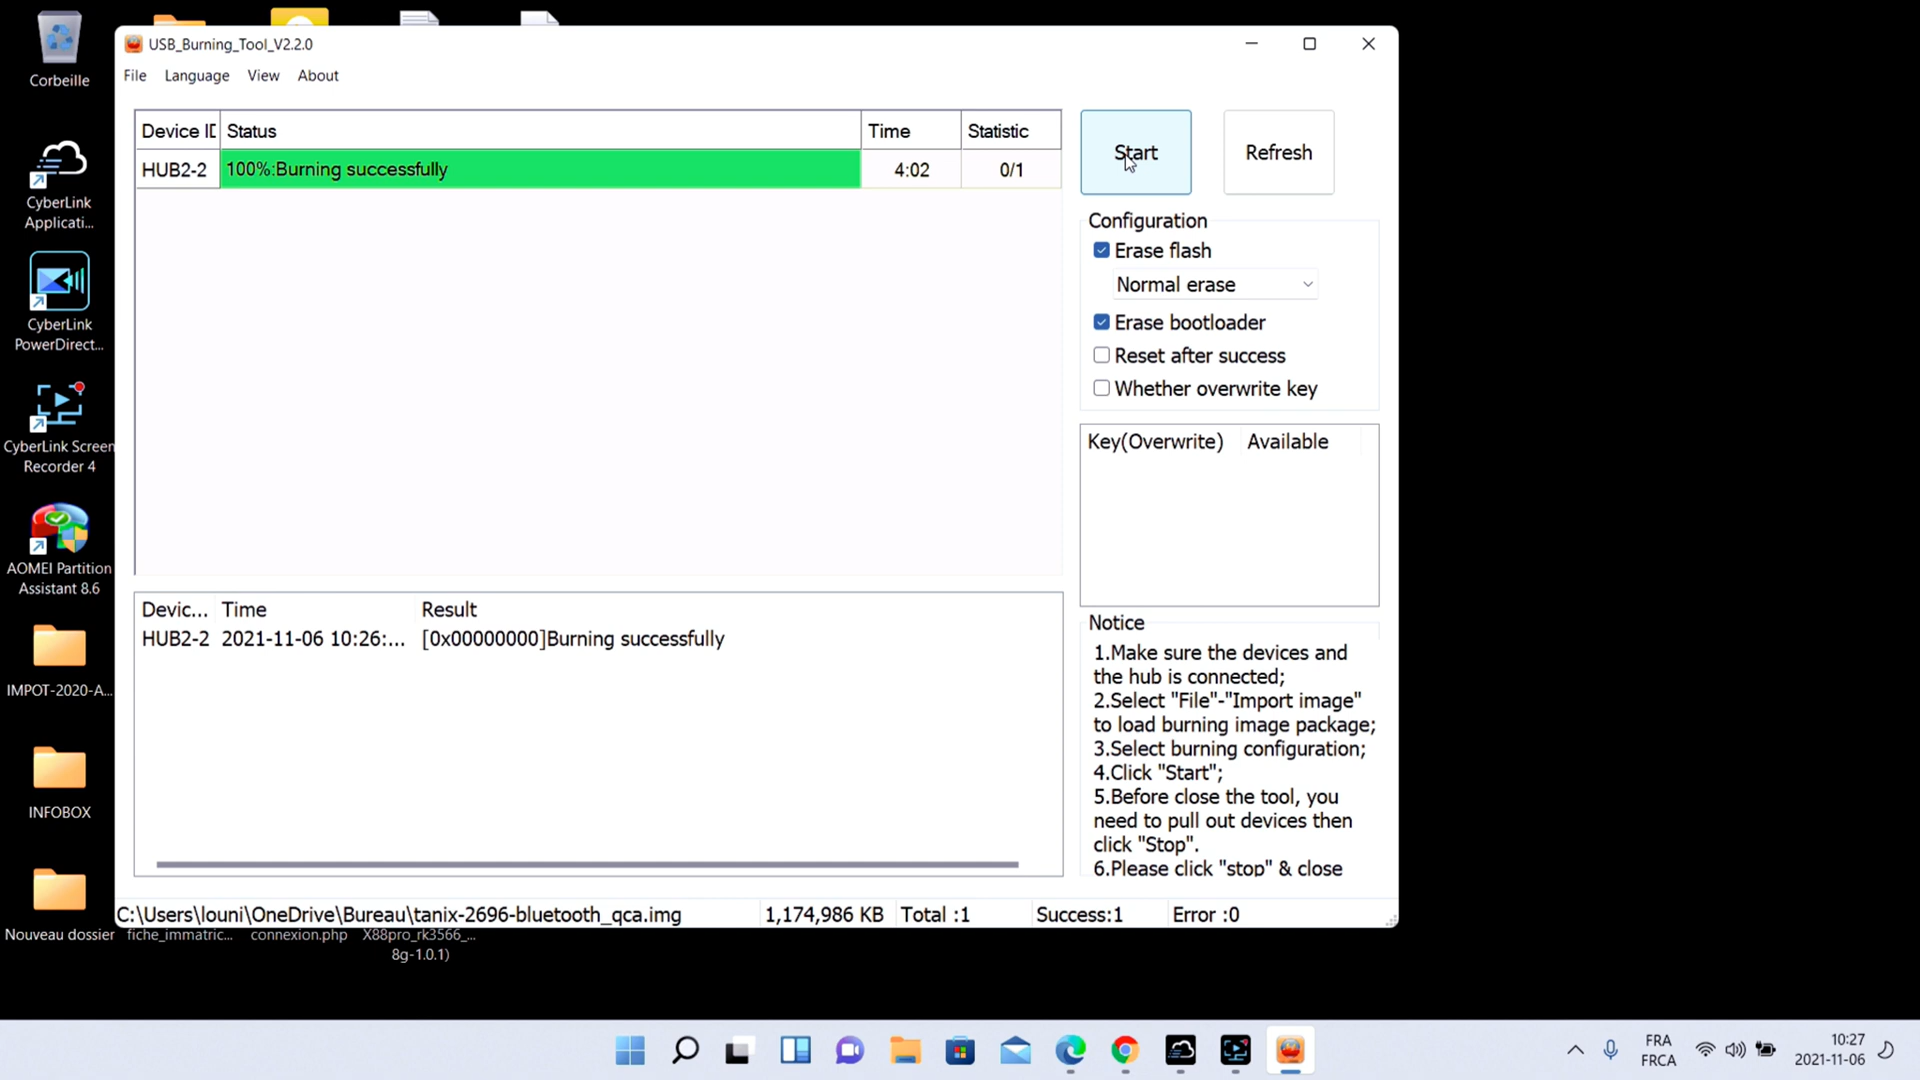 Corbeille
CyberLink
Applicati...
CyberLink
PowerDirect...
CyberLink Screen
Recorder 4
AOMEI Partition
Assistant 8.6
IMPOT-2020-A...
INFOBOX
Nouveau dossier
fiche_immatric...
connexion.php
X88pro_rk3566_...
8g-1.0.1)
USB_Burning_Tool_V2.2.0
File Language View About
Device ID Status Time Statistic
HUB2-2 100%:Burning successfully 4:02 0/1
Start
Refresh
Configuration
Erase flash
Normal erase
Erase bootloader
Reset after success
Whether overwrite key
Key(Overwrite) Available
Devic... Time Result
HUB2-2 2021-11-06 10:26:... [0x00000000]Burning successfully
Notice
1.Make sure the devices and
the hub is connected;
2.Select "File"-"Import image"
to load burning image package;
3.Select burning configuration;
4.Click "Start";
5.Before close the tool, you
need to pull out devices then
click "Stop".
6.Please click "stop" & close
C:\Users\louni\OneDrive\Bureau\tanix-2696-bluetooth_qca.img 1,174,986 KB Total :1 Success:1 Error :0
FRA
FRCA
10:27
2021-11-06